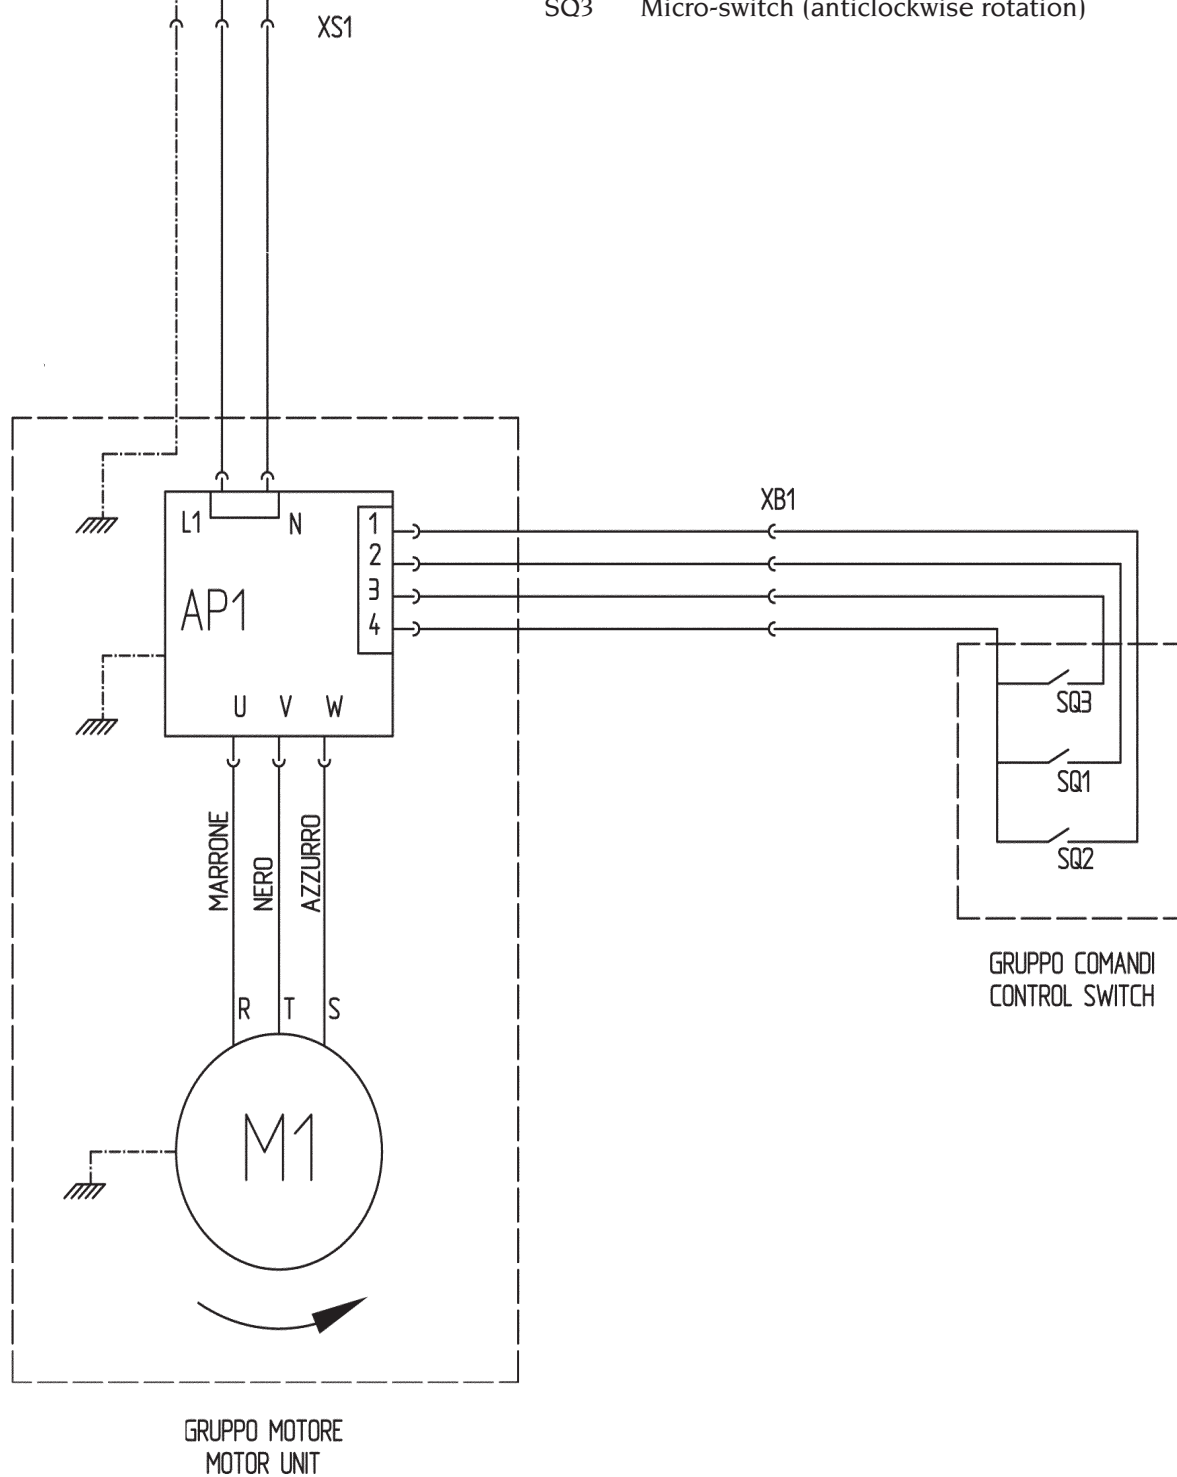 SQ3 Micro-switch (anticlockwise rotation)
XS1
XB1
L1 N
1
2
3
4
AP1
U V W
SQ3
SQ1
SQ2
MARRONE
NERO
AZZURRO
GRUPPO COMANDI
CONTROL SWITCH
R T S
M1
GRUPPO MOTORE
MOTOR UNIT